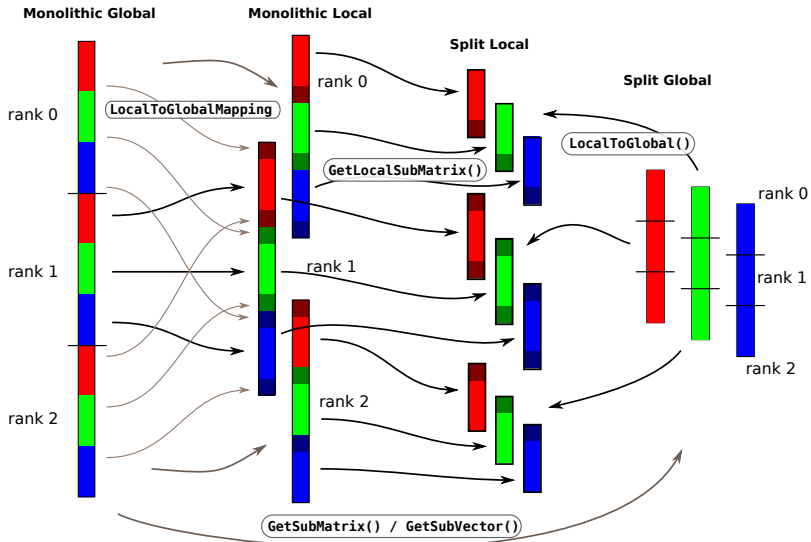 Monolithic Global
Monolithic Local
Split Local
Split Global
rank 0
LocalToGlobalMapping
rank 0
GetLocalSubMatrix()
LocalToGlobal()
rank 0
rank 1
rank 1
rank 1
rank 2
rank 2
rank 2
GetSubMatrix() / GetSubVector()